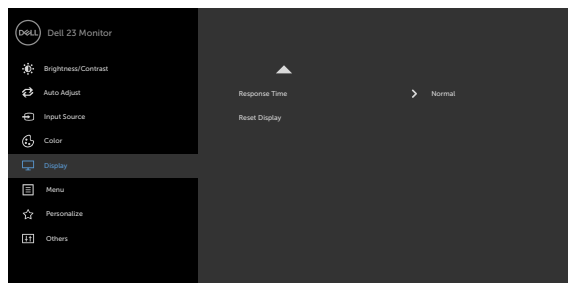 DELL Dell 23 Monitor
Brightness/Contrast
Auto Adjust
Response Time Normal
Input Source
Reset Display
Color
Display
Menu
Personalize
Others